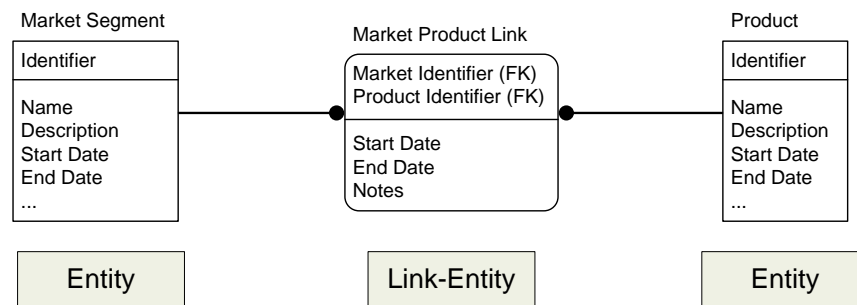 Market Segment
Identifier
Name
Description
Start Date
End Date
...
Market Product Link
Market Identifier (FK)
Product Identifier (FK)
Start Date
End Date
Notes
Product
Identifier
Name
Description
Start Date
End Date
...
Entity
Link-Entity
Entity